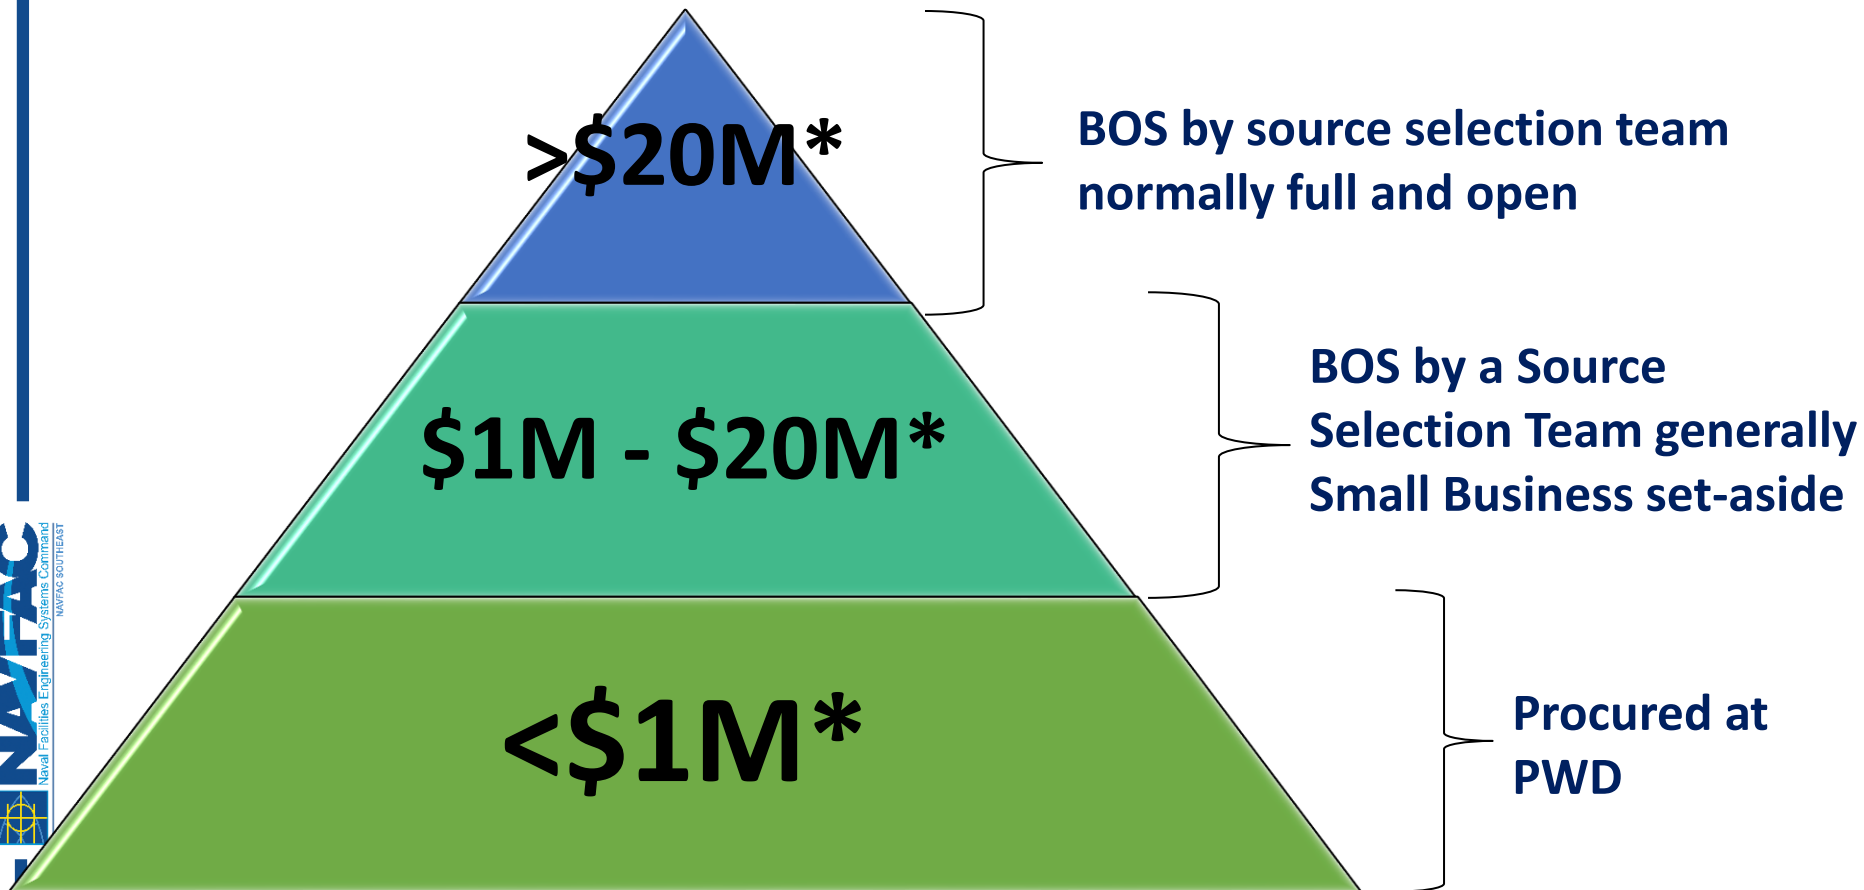 >$20M*
BOS by source selection team
normally full and open
$1M - $20M*
BOS by a Source
Selection Team generally
Small Business set-aside
<$1M*
Procured at
PWD
NAVFAC
Naval Facilities Engineering Systems Command
NAVFAC SOUTHEAST